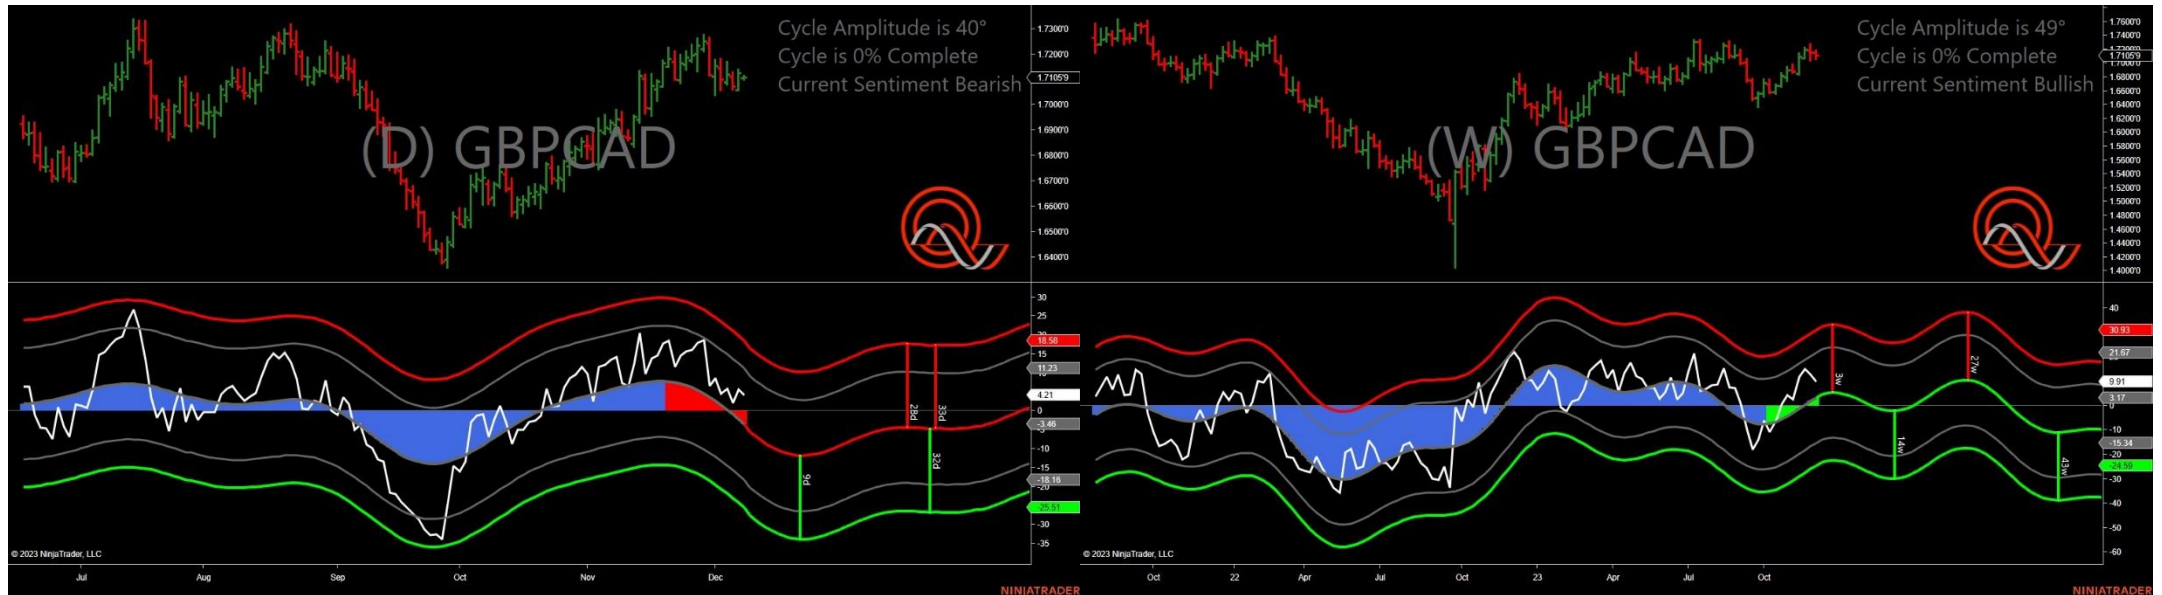 Cycle Amplitude is 40°
Cycle is 0% Complete
Current Sentiment Bearish
(D) GBPCAD
1.7300'0
1.7200'0
1.7105'9
1.7000'0
1.6900'0
1.6800'0
1.6700'0
1.6600'0
1.6500'0
1.6400'0
30
25
18.58
15
11.23
4.21
0
-3.46
-10
-15
-18.16
-25.51
-30
-35
9d
28d
33d
32d
© 2023 NinjaTrader, LLC
Jul Aug Sep Oct Nov Dec
NINJATRADER
Cycle Amplitude is 49°
Cycle is 0% Complete
Current Sentiment Bullish
(W) GBPCAD
1.7600'0
1.7400'0
1.7105'9
1.7000'0
1.6800'0
1.6600'0
1.6400'0
1.6200'0
1.6000'0
1.5800'0
1.5600'0
1.5400'0
1.5200'0
1.5000'0
1.4800'0
1.4600'0
1.4400'0
1.4200'0
1.4000'0
40
30.93
21.67
9.91
3.17
0
-10
-15.34
-20
-24.59
-30
-40
-50
-60
3w
27w
14w
43w
© 2023 NinjaTrader, LLC
Oct 22 Apr Jul Oct 23 Apr Jul Oct
NINJATRADER